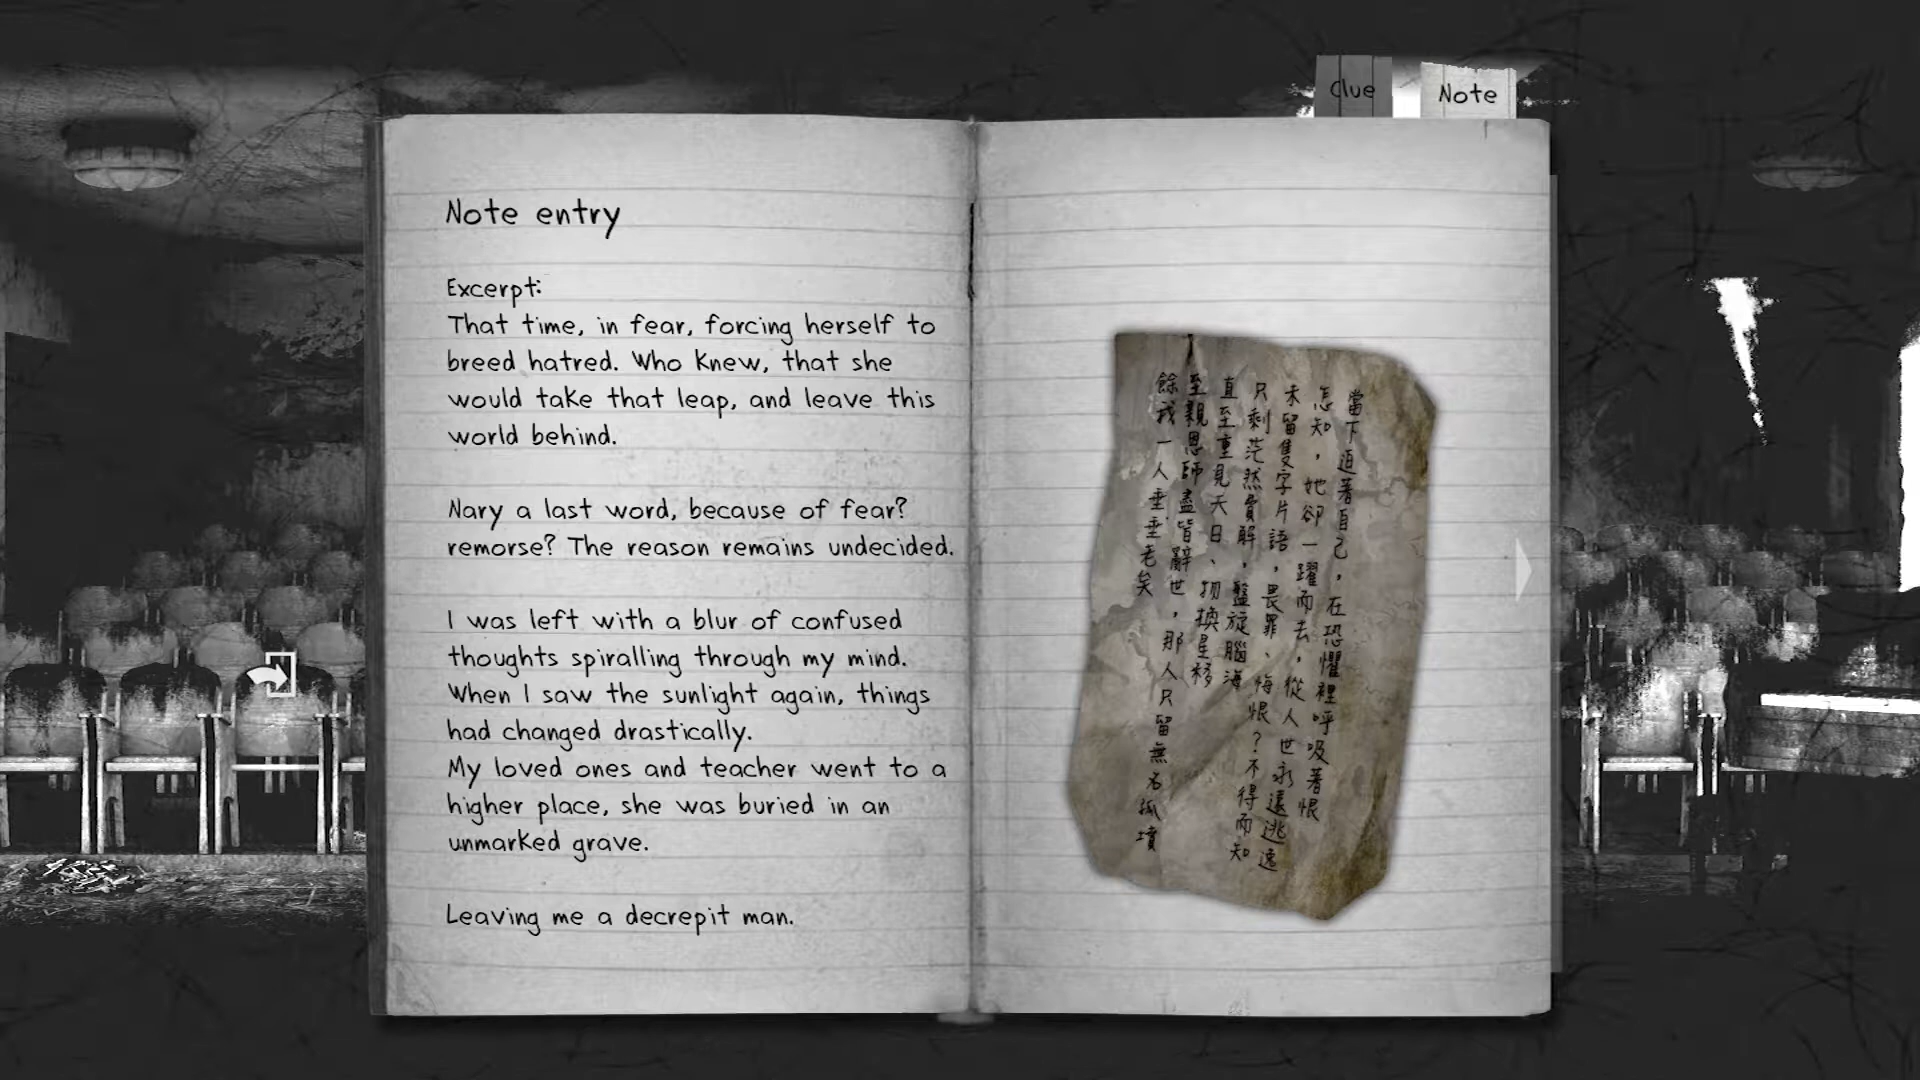 Clue
Note
Note entry
Excerpt:
That time, in fear, forcing herself to
breed hatred. Who knew, that she
would take that leap, and leave this
world behind.
Nary a last word, because of fear?
remorse? The reason remains undecided.
I was left with a blur of confused
thoughts spiralling through my mind.
When I saw the sunlight again, things
had changed drastically.
My loved ones and teacher went to a
higher place, she was buried in an
unmarked grave.
Leaving me a decrepit man.
當下迫著自己，在恐懼裡呼吸著恨
怎知，她卻一躍而去，從人世永遠逃逸
未留隻字片語，畏罪、悔恨？不得而知
只剩茫然費解，盤旋腦海
直至重見天日、物換星移
至親恩師盡皆辭世，那人只留無名孤墳
餘我一人垂垂老矣